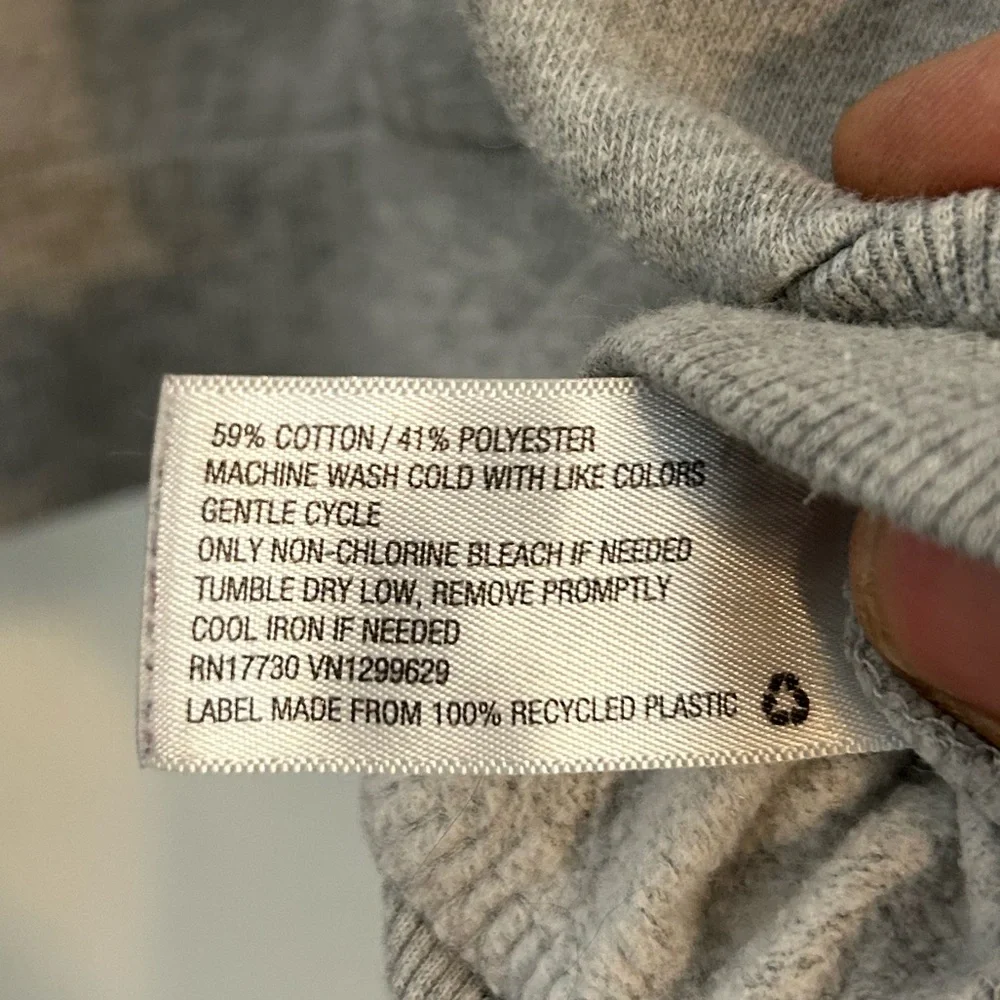 59% COTTON / 41% POLYESTER
MACHINE WASH COLD WITH LIKE COLORS
GENTLE CYCLE
ONLY NON-CHLORINE BLEACH IF NEEDED
TUMBLE DRY LOW, REMOVE PROMPTLY
COOL IRON IF NEEDED
RN17730 VN1299629
LABEL MADE FROM 100% RECYCLED PLASTIC